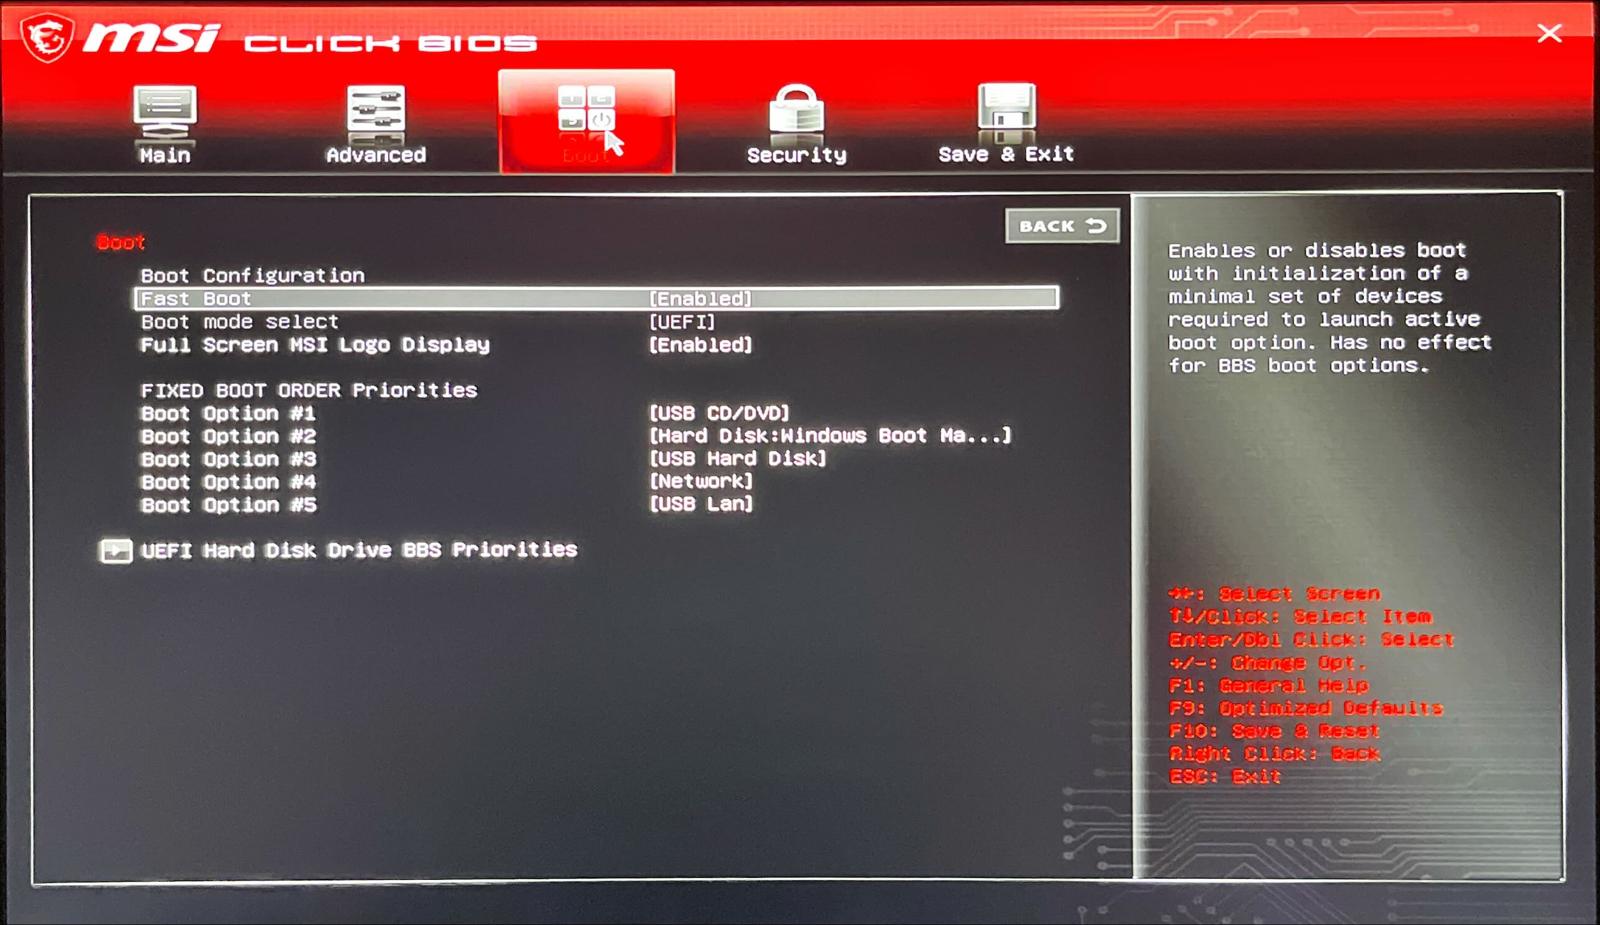 msi CLICK BIOS
Main
Advanced
Boot
Security
Save & Exit
BACK
Boot
Boot Configuration
Fast Boot [Enabled]
Boot mode select [UEFI]
Full Screen MSI Logo Display [Enabled]
FIXED BOOT ORDER Priorities
Boot Option #1 [USB CD/DVD]
Boot Option #2 [Hard Disk:Windows Boot Ma...]
Boot Option #3 [USB Hard Disk]
Boot Option #4 [Network]
Boot Option #5 [USB Lan]
UEFI Hard Disk Drive BBS Priorities
Enables or disables boot
with initialization of a
minimal set of devices
required to launch active
boot option. Has no effect
for BBS boot options.
→←: Select Screen
↑↓/Click: Select Item
Enter/Dbl Click: Select
+/-: Change Opt.
F1: General Help
F9: Optimized Defaults
F10: Save & Reset
Right Click: Back
ESC: Exit